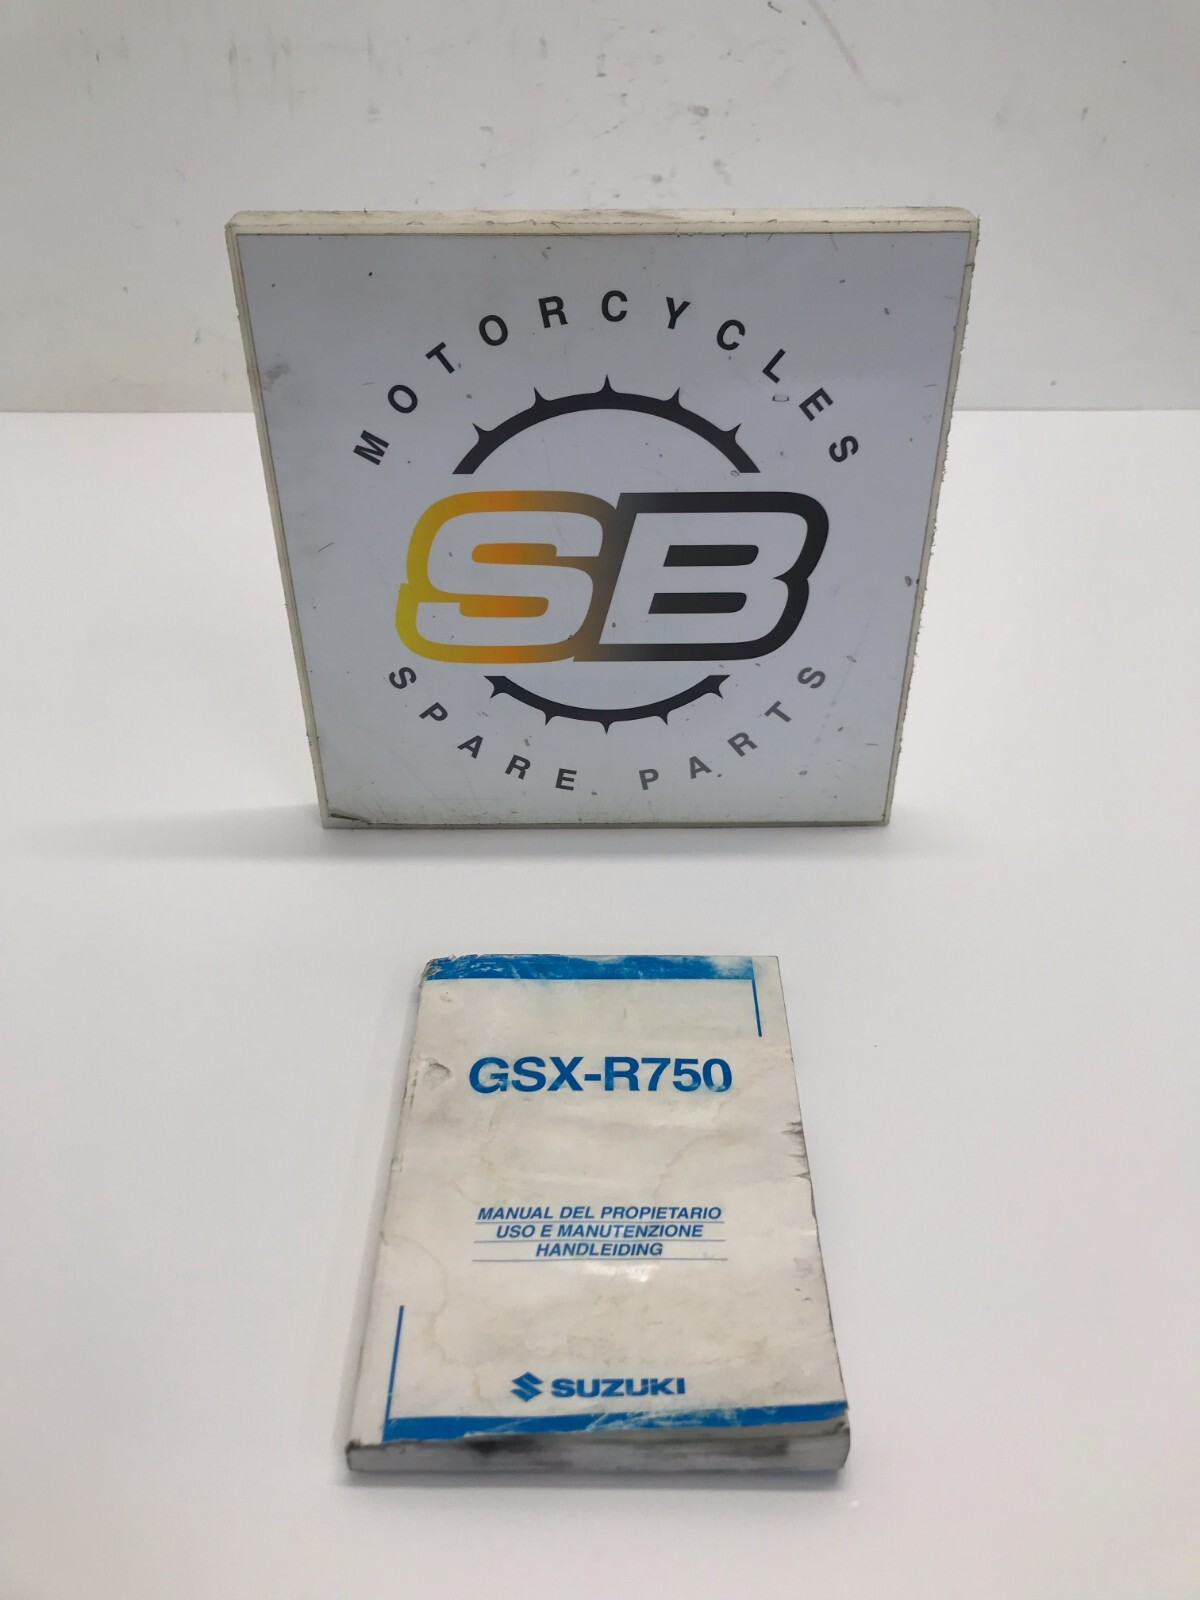 MOTORCYCLES
SB
SPARE PARTS
GSX-R750
MANUAL DEL PROPIETARIO
USO E MANUTENZIONE
HANDLEIDING
SUZUKI